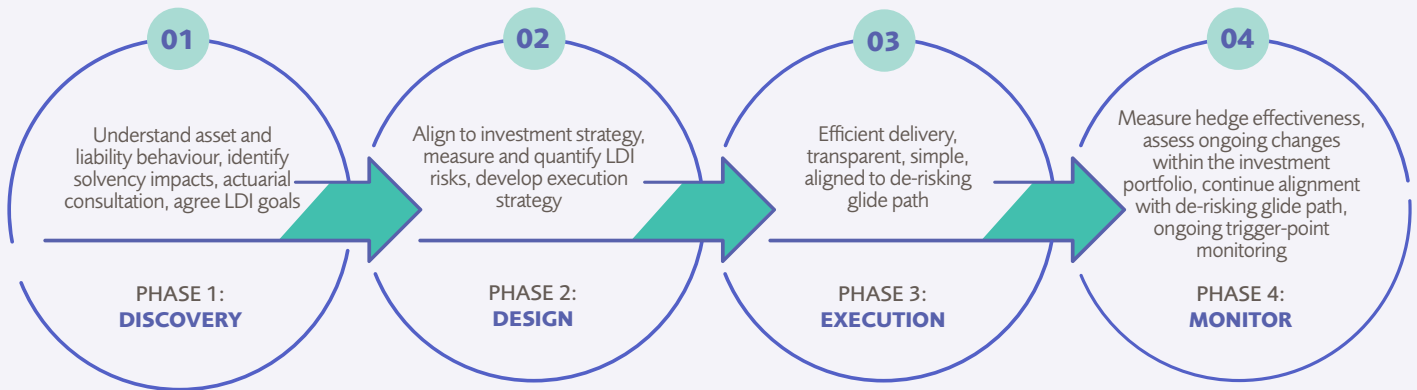 01
Understand asset and
liability behaviour, identify
solvency impacts, actuarial
consultation, agree LDI goals
PHASE 1:
DISCOVERY
02
Align to investment strategy,
measure and quantify LDI
risks, develop execution
strategy
PHASE 2:
DESIGN
03
Efficient delivery,
transparent, simple,
aligned to de-risking
glide path
PHASE 3:
EXECUTION
04
Measure hedge effectiveness,
assess ongoing changes
within the investment
portfolio, continue alignment
with de-risking glide path,
ongoing trigger-point
monitoring
PHASE 4:
MONITOR